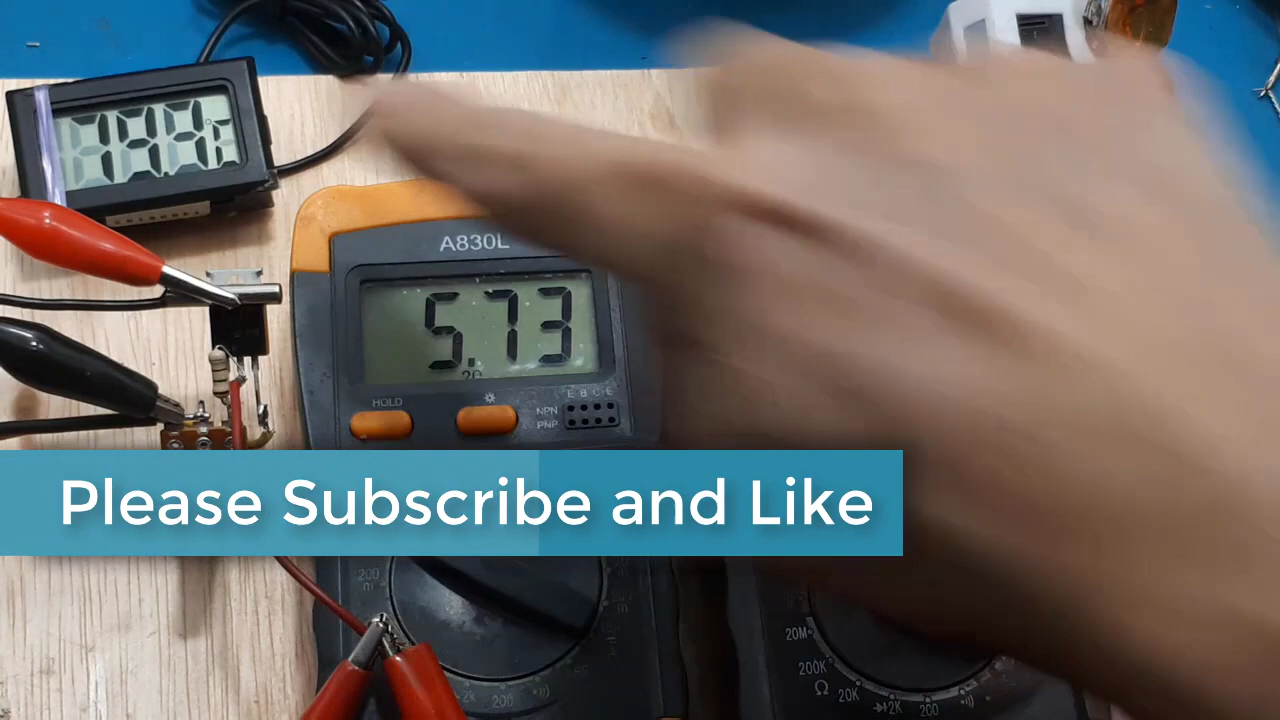 A830L
5.73
20
HOLD
E B C E
NPN
PNP
Please Subscribe and Like
200
m
20M
200K
Ω
20K
2K
200
2k
200